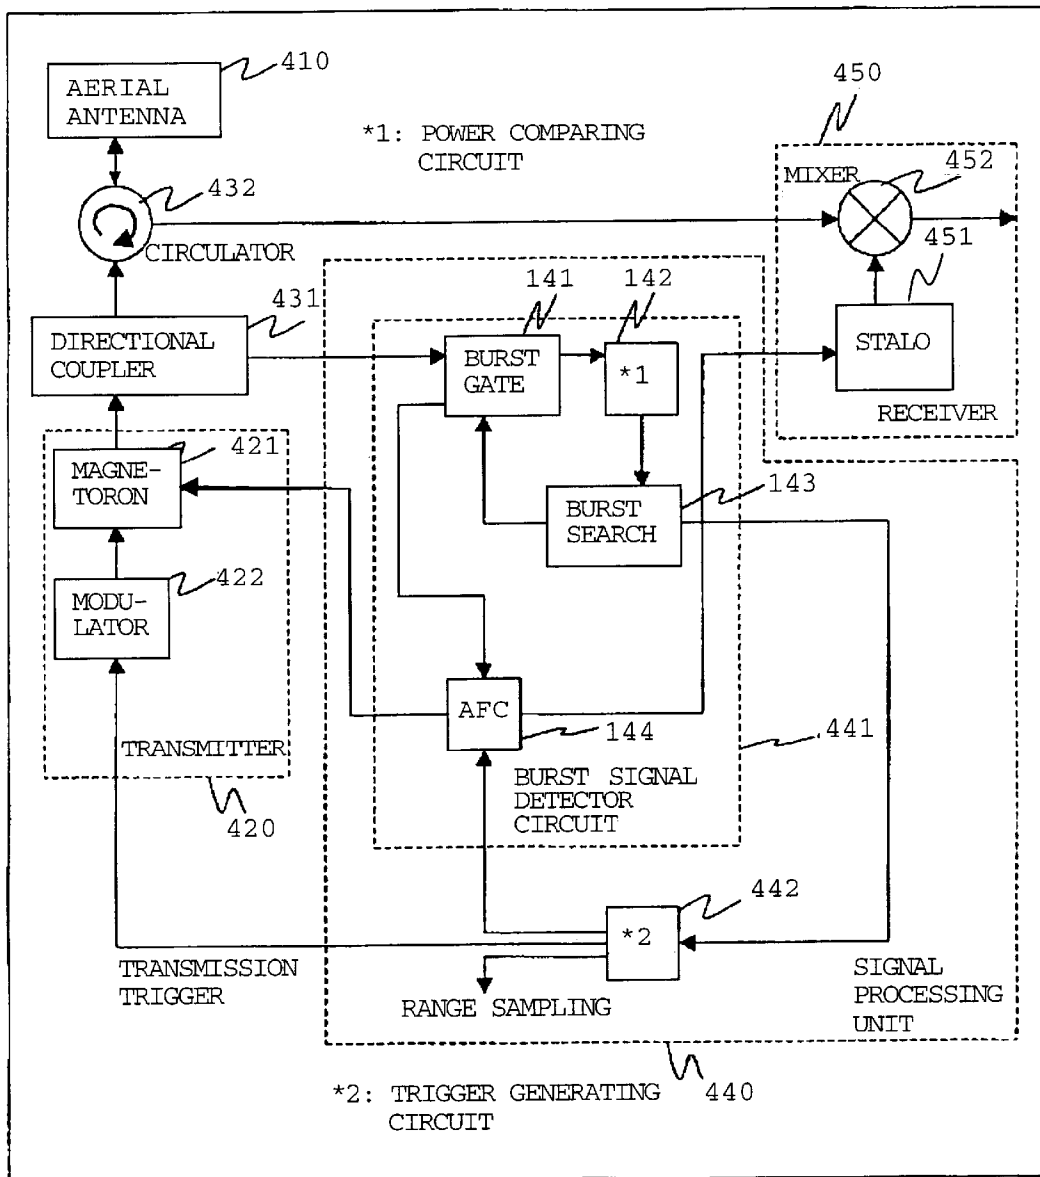 410
AERIAL
ANTENNA
*1: POWER COMPARING
CIRCUIT
450
432
MIXER
452
CIRCULATOR
451
431
141
142
DIRECTIONAL
COUPLER
BURST
GATE
*1
STALO
RECEIVER
421
MAGNE-
TORON
143
BURST
SEARCH
422
MODU-
LATOR
AFC
144
441
TRANSMITTER
BURST SIGNAL
DETECTOR
CIRCUIT
420
442
*2
TRANSMISSION
TRIGGER
RANGE SAMPLING
SIGNAL
PROCESSING
UNIT
440
*2: TRIGGER GENERATING
CIRCUIT